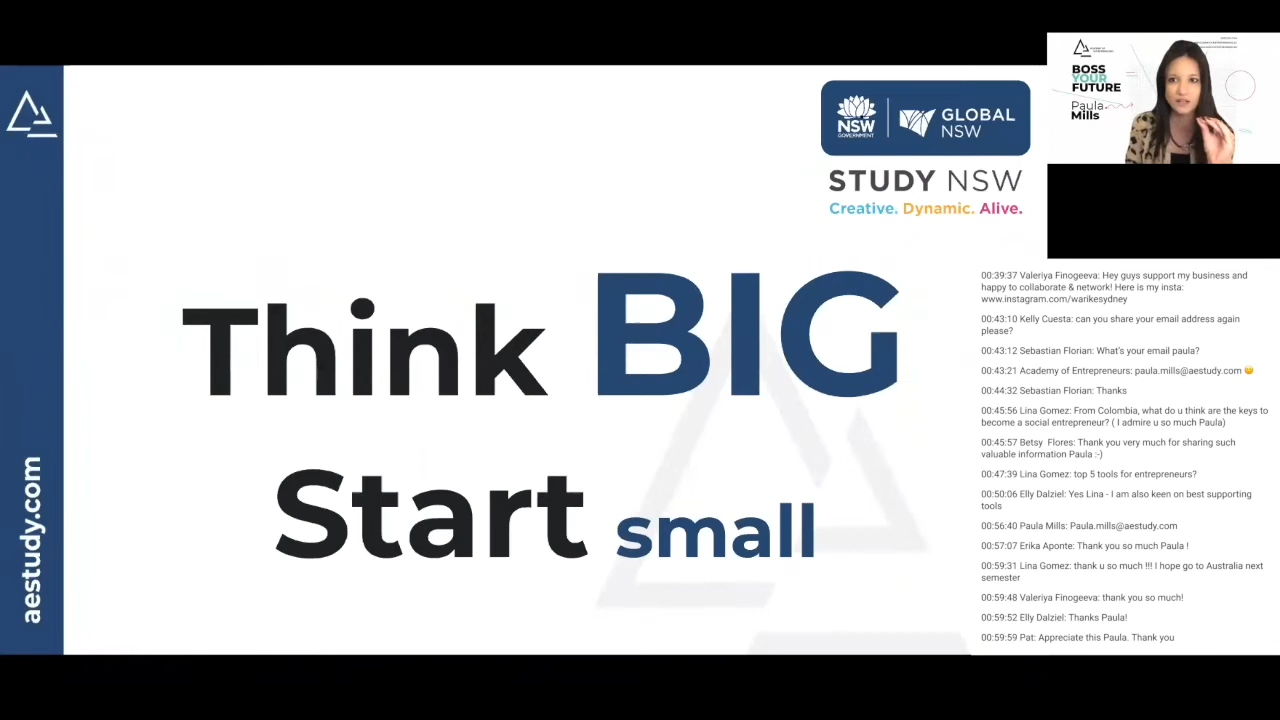 aestudy.com
NSW
GOVERNMENT
GLOBAL
NSW
STUDY NSW
Creative. Dynamic. Alive.
Think BIG
Start small
BOSS
YOUR
FUTURE
Paula
Mills
00:39:37 Valeriya Finogeeva: Hey guys support my business and
happy to collaborate & network! Here is my insta:
www.instagram.com/warikesydney
00:43:10 Kelly Cuesta: can you share your email address again
please?
00:43:12 Sebastian Florian: What's your email paula?
00:43:21 Academy of Entrepreneurs: paula.mills@aestudy.com 😀
00:44:32 Sebastian Florian: Thanks
00:45:56 Lina Gomez: From Colombia, what do u think are the keys to
become a social entrepreneur? ( I admire u so much Paula)
00:45:57 Betsy  Flores: Thank you very much for sharing such
valuable information Paula :-)
00:47:39 Lina Gomez: top 5 tools for entrepreneurs?
00:50:06 Elly Dalziel: Yes Lina - I am also keen on best supporting
tools
00:56:40 Paula Mills: Paula.mills@aestudy.com
00:57:07 Erika Aponte: Thank you so much Paula !
00:59:31 Lina Gomez: thank u so much !!! I hope go to Australia next
semester
00:59:48 Valeriya Finogeeva: thank you so much!
00:59:52 Elly Dalziel: Thanks Paula!
00:59:59 Pat: Appreciate this Paula. Thank you